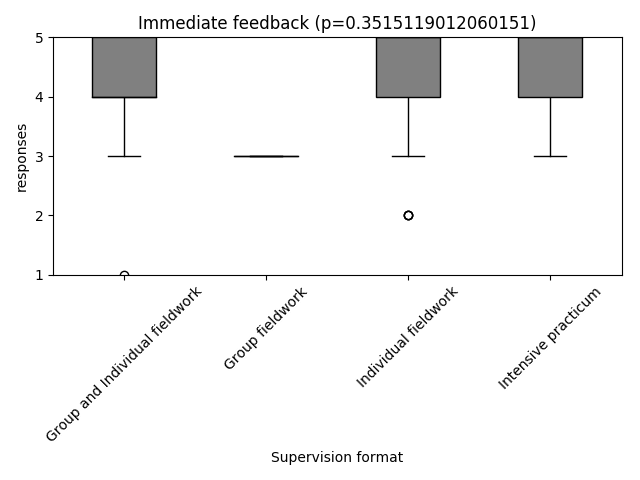 Immediate feedback (p=0.3515119012060151)
5
4
3
2
1
responses
Group and Individual fieldwork
Group fieldwork
Individual fieldwork
Intensive practicum
Supervision format